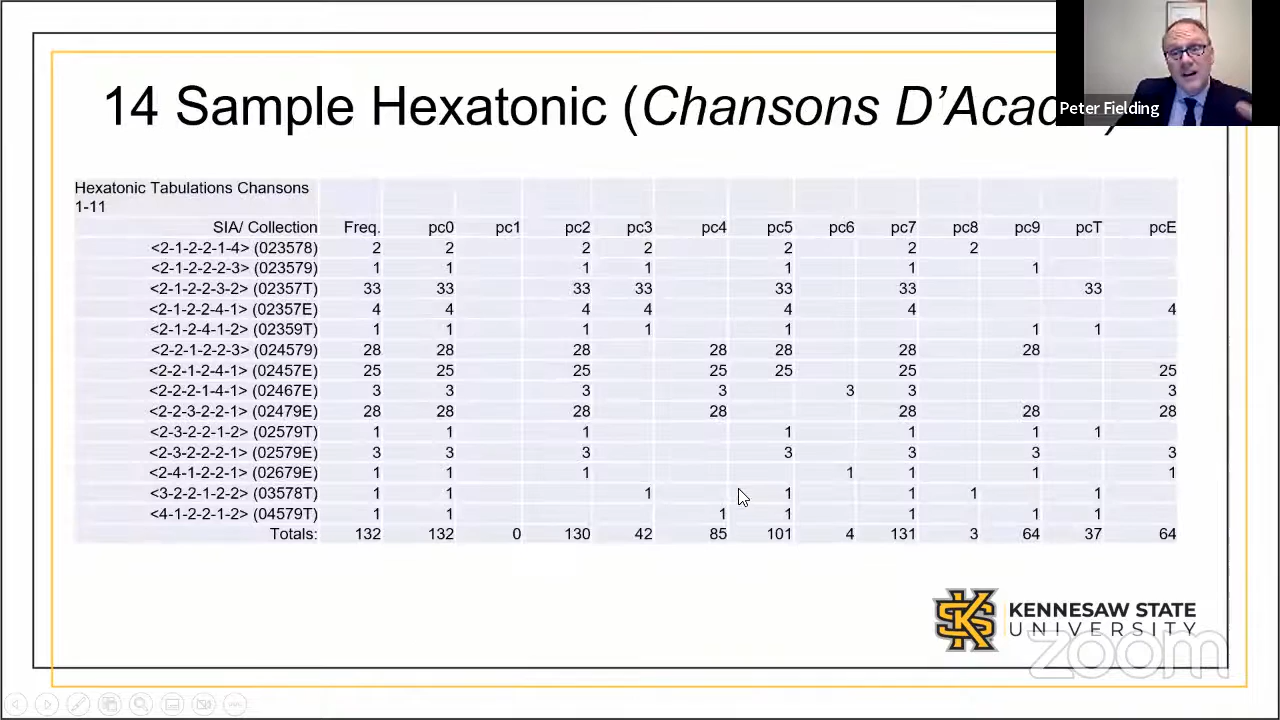 14 Sample Hexatonic (Chansons D'Acad
Peter Fielding
Hexatonic Tabulations Chansons
1-11
SIA/ Collection Freq. pc0 pc1 pc2 pc3 pc4 pc5 pc6 pc7 pc8 pc9 pcT pcE
<2-1-2-2-1-4> (023578) 2 2 2 2 2 2 2
<2-1-2-2-2-3> (023579) 1 1 1 1 1 1 1
<2-1-2-2-3-2> (02357T) 33 33 33 33 33 33 33
<2-1-2-2-4-1> (02357E) 4 4 4 4 4 4 4
<2-1-2-4-1-2> (02359T) 1 1 1 1 1 1 1
<2-2-1-2-2-3> (024579) 28 28 28 28 28 28 28
<2-2-1-2-4-1> (02457E) 25 25 25 25 25 25 25
<2-2-2-1-4-1> (02467E) 3 3 3 3 3 3 3
<2-2-3-2-2-1> (02479E) 28 28 28 28 28 28 28
<2-3-2-2-1-2> (02579T) 1 1 1 1 1 1 1
<2-3-2-2-2-1> (02579E) 3 3 3 3 3 3 3
<2-4-1-2-2-1> (02679E) 1 1 1 1 1 1 1
<3-2-2-1-2-2> (03578T) 1 1 1 1 1 1 1
<4-1-2-2-1-2> (04579T) 1 1 1 1 1 1 1
Totals: 132 132 0 130 42 85 101 4 131 3 64 37 64
KENNESAW STATE
UNIVERSITY
zoom